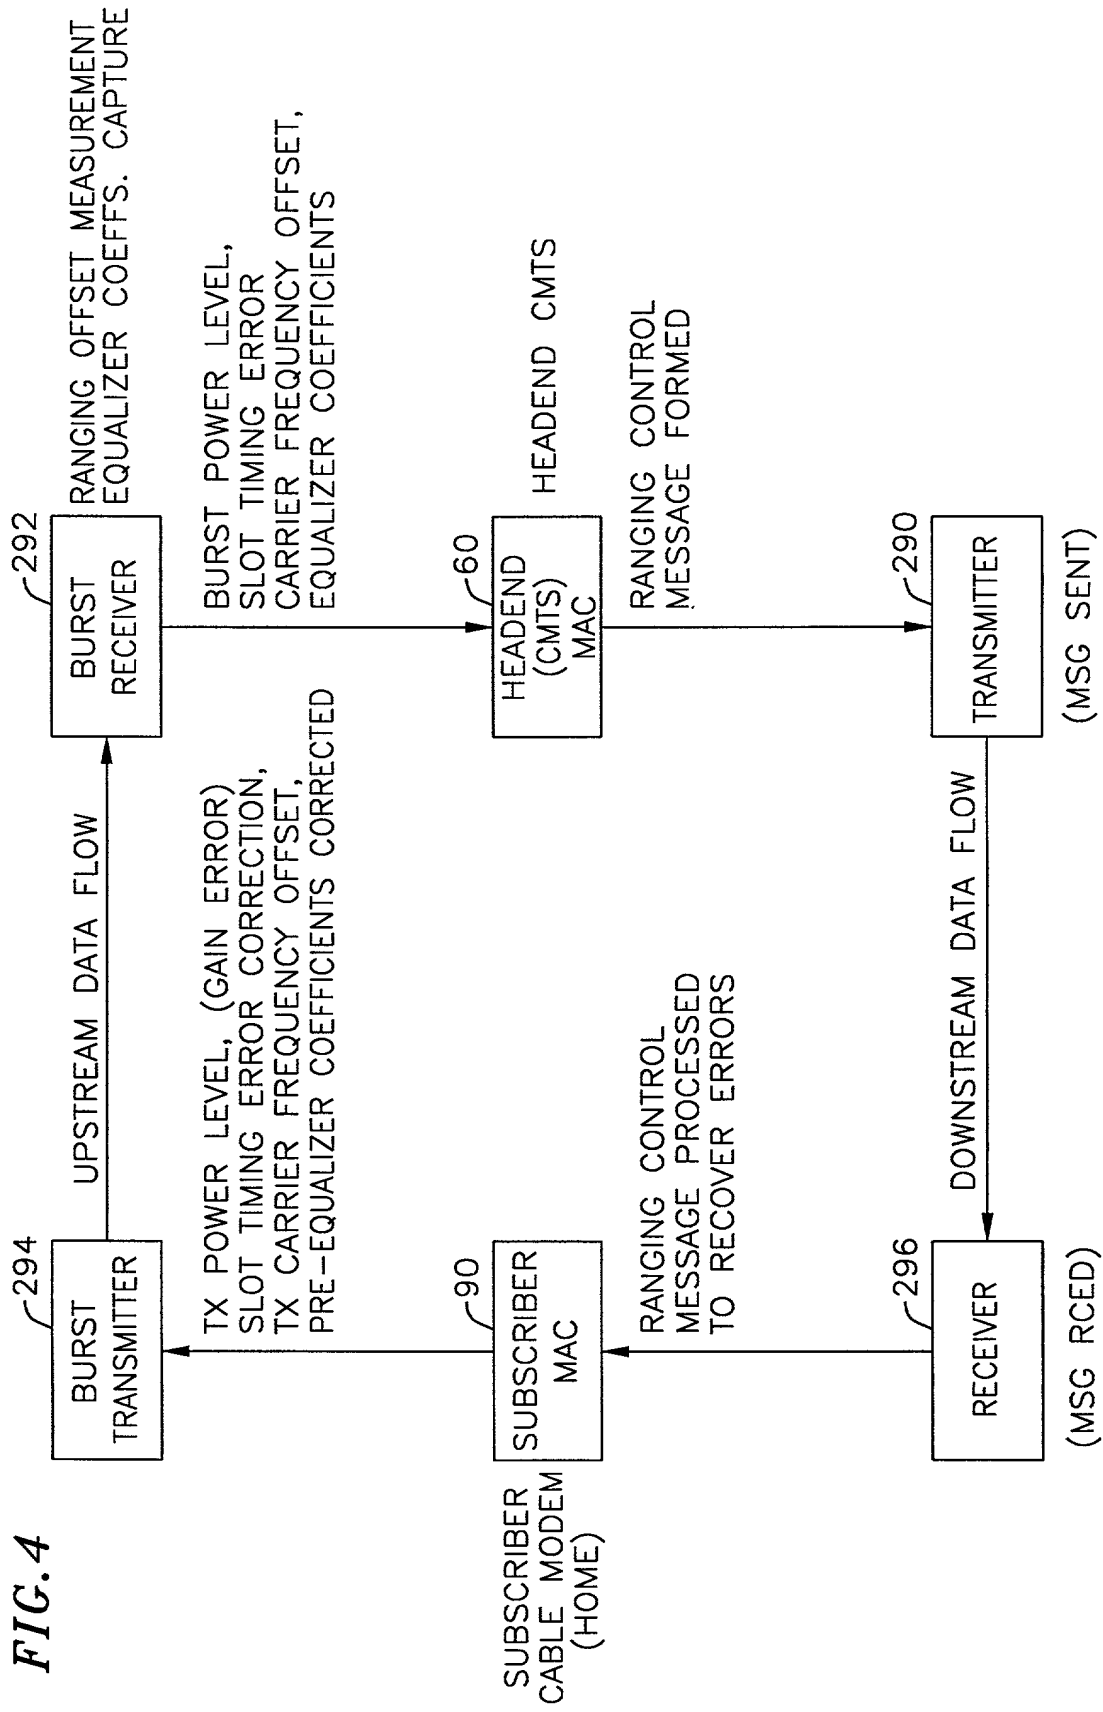 FIG.4
294
BURST
TRANSMITTER
UPSTREAM DATA FLOW
292
BURST
RECEIVER
RANGING OFFSET MEASUREMENT
EQUALIZER COEFFS. CAPTURE
TX POWER LEVEL, (GAIN ERROR)
SLOT TIMING ERROR CORRECTION,
TX CARRIER FREQUENCY OFFSET,
PRE-EQUALIZER COEFFICIENTS CORRECTED
BURST POWER LEVEL,
SLOT TIMING ERROR
CARRIER FREQUENCY OFFSET,
EQUALIZER COEFFICIENTS
SUBSCRIBER
CABLE MODEM
(HOME)
90
SUBSCRIBER
MAC
60
HEADEND
(CMTS)
MAC
HEADEND CMTS
RANGING CONTROL
MESSAGE PROCESSED
TO RECOVER ERRORS
RANGING CONTROL
MESSAGE FORMED
296
RECEIVER
(MSG RCED)
DOWNSTREAM DATA FLOW
290
TRANSMITTER
(MSG SENT)